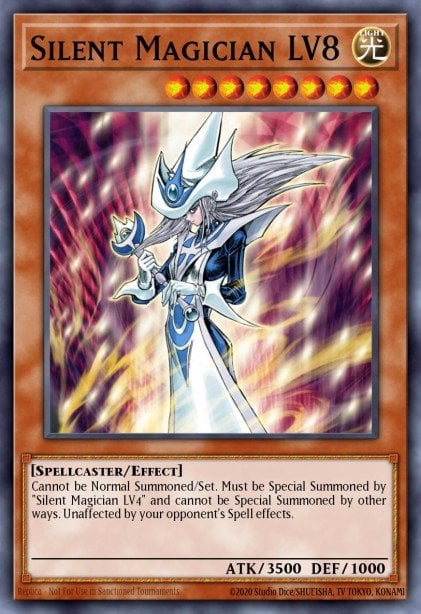 SILENT MAGICIAN LV8
LIGHT
光
[SPELLCASTER/EFFECT]
Cannot be Normal Summoned/Set. Must be Special Summoned by
"Silent Magician LV4" and cannot be Special Summoned by other
ways. Unaffected by your opponent's Spell effects.
ATK/3500 DEF/1000
Replica - Not For Use in Sanctioned Tournaments
©2020 Studio Dice/SHUEISHA, TV TOKYO, KONAMI